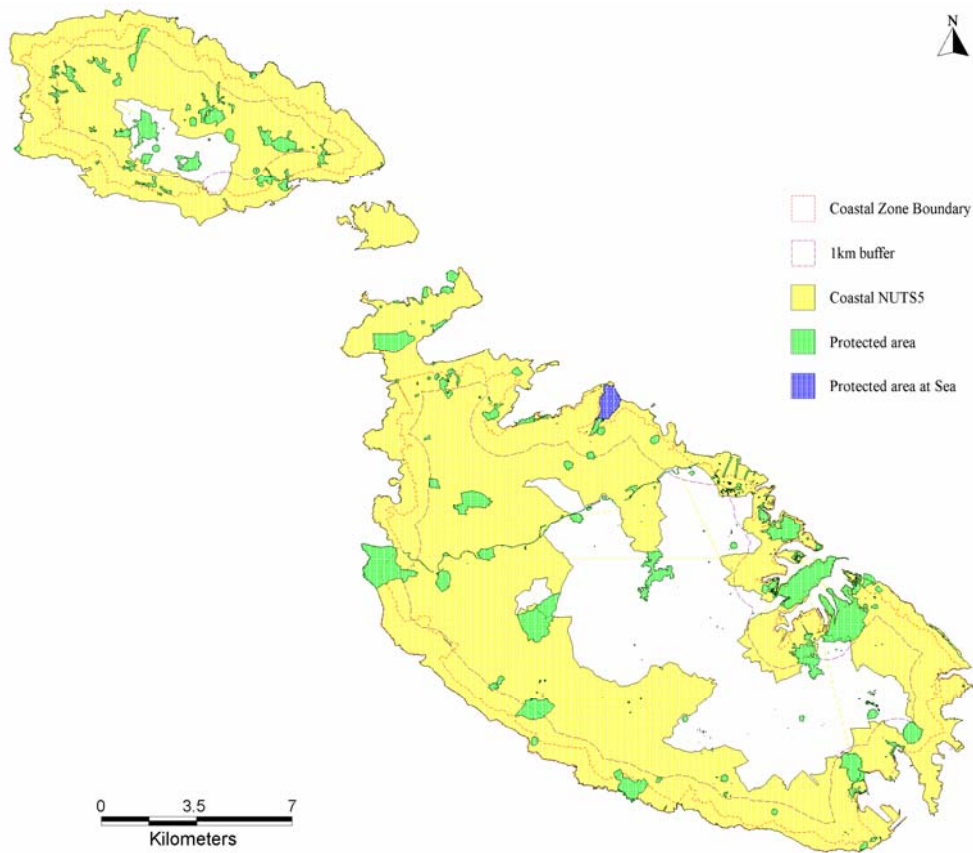 N
Coastal Zone Boundary
1km buffer
Coastal NUTS5
Protected area
Protected area at Sea
0 3.5 7
Kilometers